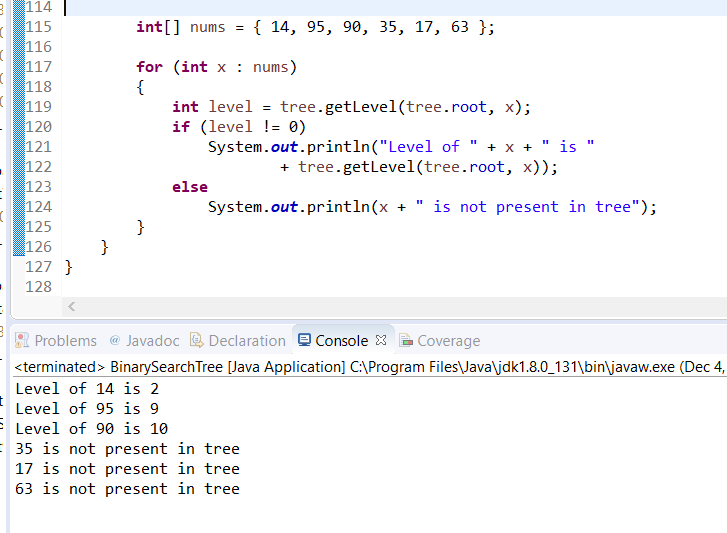 114
115 int[] nums = { 14, 95, 90, 35, 17, 63 };
116
117 for (int x : nums)
118 {
119 int level = tree.getLevel(tree.root, x);
120 if (level != 0)
121 System.out.println("Level of " + x + " is "
122 + tree.getLevel(tree.root, x));
123 else
124 System.out.println(x + " is not present in tree");
125 }
126 }
127 }
128
Problems @ Javadoc Declaration Console Coverage
<terminated> BinarySearchTree [Java Application] C:\Program Files\Java\jdk1.8.0_131\bin\javaw.exe (Dec 4,
Level of 14 is 2
Level of 95 is 9
Level of 90 is 10
35 is not present in tree
17 is not present in tree
63 is not present in tree